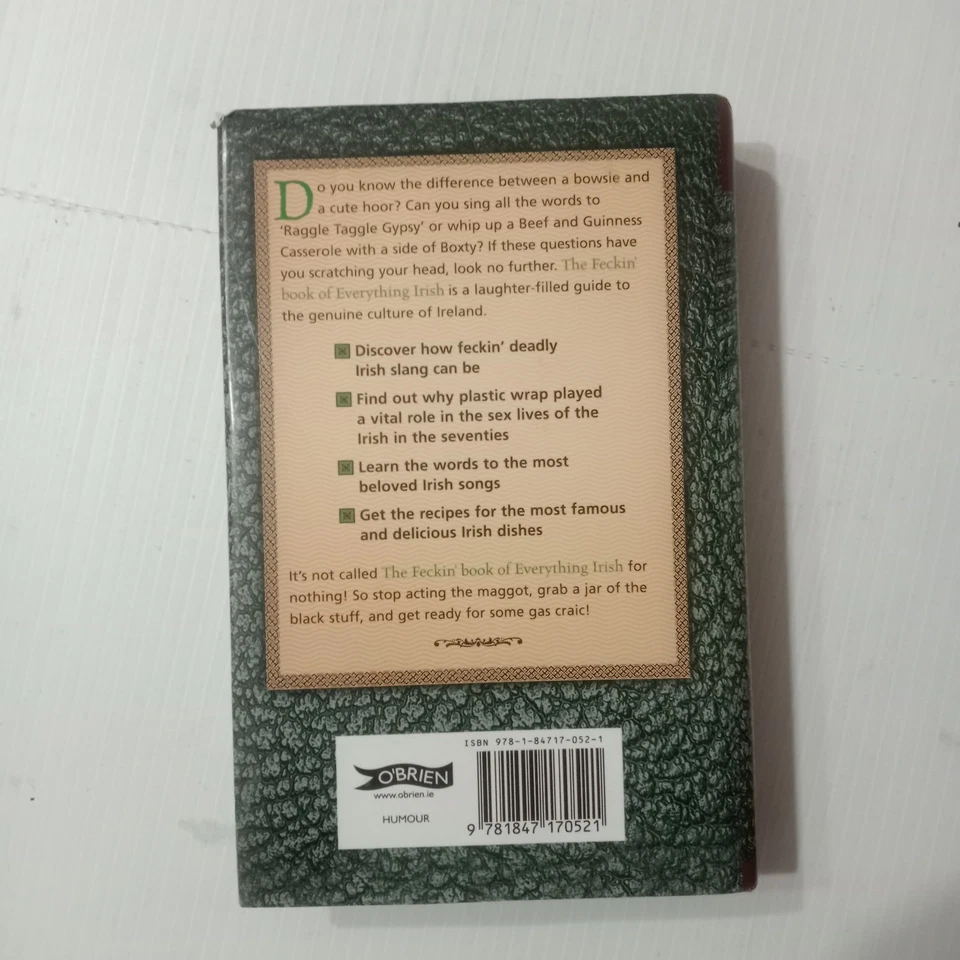 Do you know the difference between a bowsie and
a cute hoor? Can you sing all the words to
‘Raggle Taggle Gypsy’ or whip up a Beef and Guinness
Casserole with a side of Boxty? If these questions have
you scratching your head, look no further. The Feckin'
book of Everything Irish is a laughter-filled guide to
the genuine culture of Ireland.
Discover how feckin’ deadly
Irish slang can be
Find out why plastic wrap played
a vital role in the sex lives of the
Irish in the seventies
Learn the words to the most
beloved Irish songs
Get the recipes for the most famous
and delicious Irish dishes
It’s not called The Feckin' book of Everything Irish for
nothing! So stop acting the maggot, grab a jar of the
black stuff, and get ready for some gas craic!
ISBN 978-1-84717-052-1
O'BRIEN
www.obrien.ie
HUMOUR
9 781847 170521